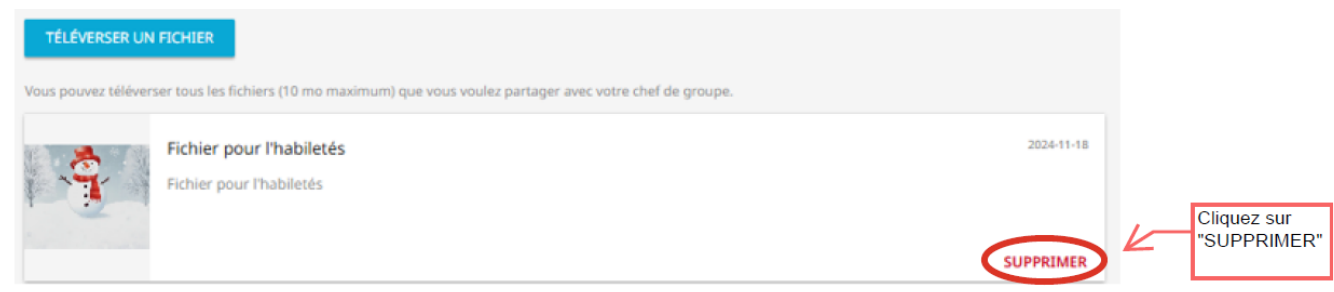 TÉLÉVERSER UN FICHIER
Vous pouvez téléverser tous les fichiers (10 mo maximum) que vous voulez partager avec votre chef de groupe.
Fichier pour l'habiletés
2024-11-18
Fichier pour l'habiletés
Cliquez sur
"SUPPRIMER"
SUPPRIMER